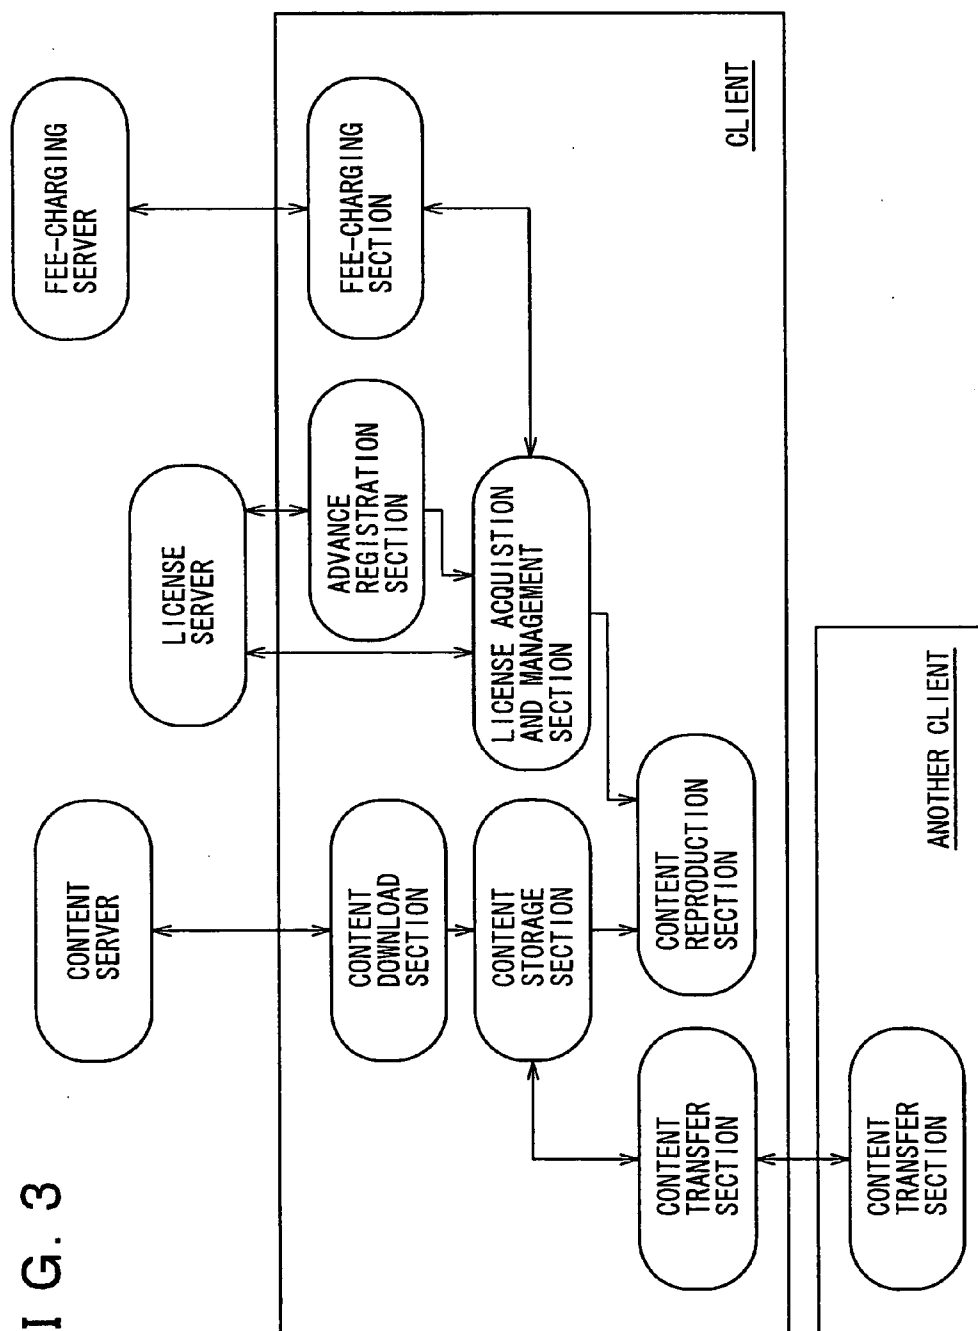 I G. 3
CONTENT
SERVER
LICENSE
SERVER
FEE-CHARGING
SERVER
CONTENT
DOWNLOAD
SECTION
ADVANCE
REGISTRATION
SECTION
FEE-CHARGING
SECTION
CONTENT
STORAGE
SECTION
LICENSE ACQUISTION
AND MANAGEMENT
SECTION
CONTENT
TRANSFER
SECTION
CONTENT
REPRODUCTION
SECTION
CLIENT
CONTENT
TRANSFER
SECTION
ANOTHER CLIENT